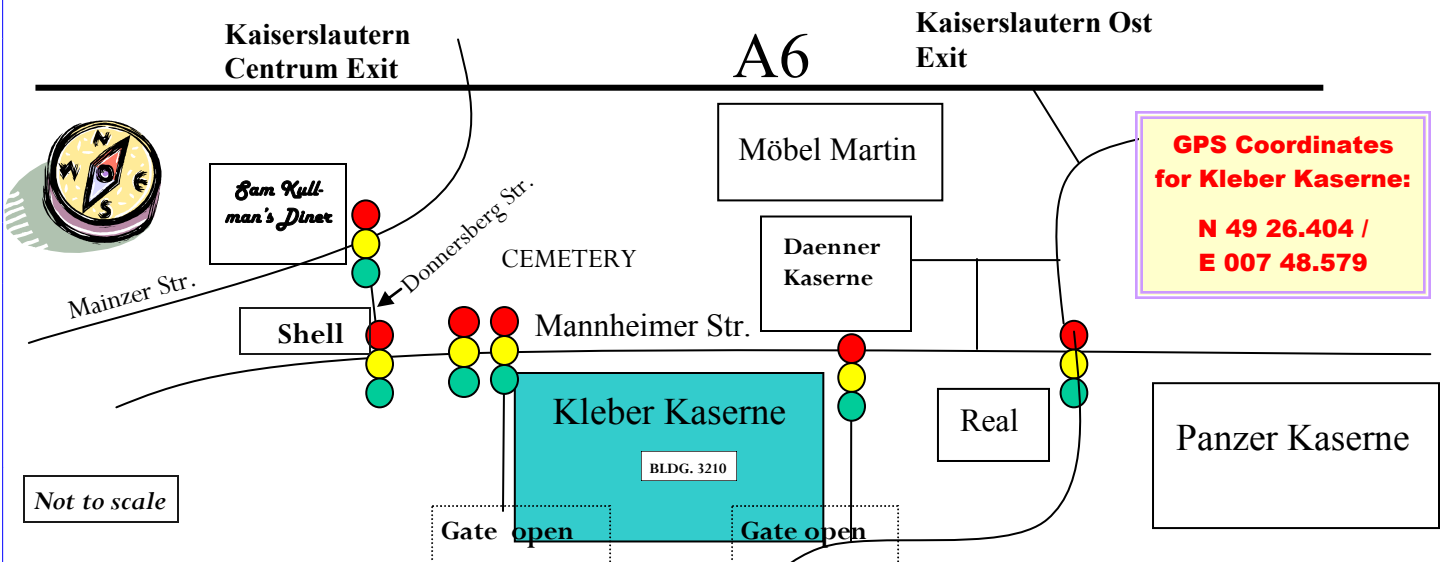 Kaiserslautern
Centrum Exit
A6
Kaiserslautern Ost
Exit
N
W
E
S
Sam Kull-
man's Diner
Möbel Martin
GPS Coordinates
for Kleber Kaserne:
N 49 26.404 /
E 007 48.579
Donnersberg Str.
CEMETERY
Daenner
Kaserne
Mainzer Str.
Shell
Mannheimer Str.
Kleber Kaserne
BLDG. 3210
Real
Panzer Kaserne
Not to scale
Gate open
Gate open